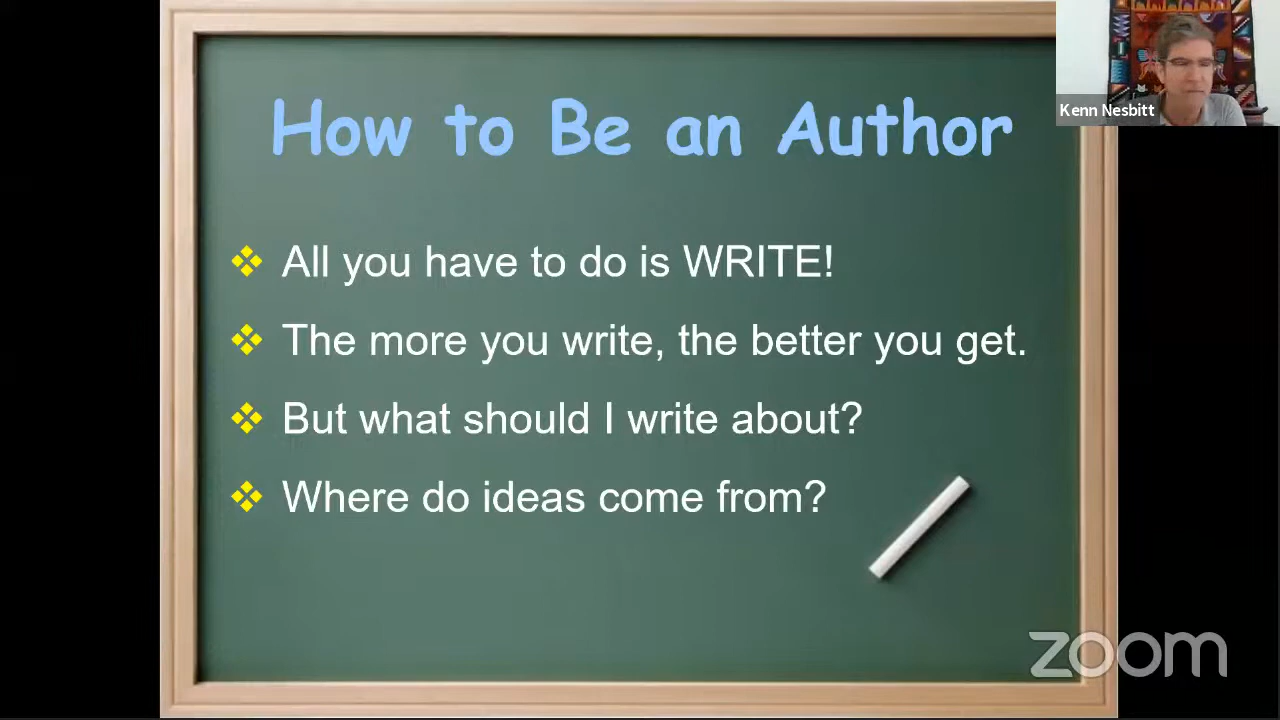 Kenn Nesbitt
How to Be an Author
❖ All you have to do is WRITE!
❖ The more you write, the better you get.
❖ But what should I write about?
❖ Where do ideas come from?
zoom